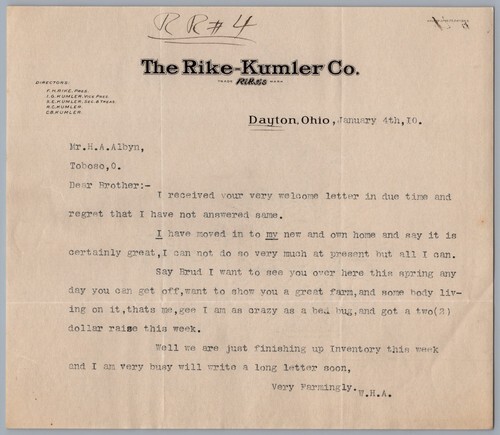 R R # 4
The Rike-Kumler Co.
DIRECTORS:
F.H. RIKE, PRES.
I.G. KUMLER, VICE PRES.
S.E. KUMLER, SEC. & TREAS.
R.C. KUMLER
C.B. KUMLER
Dayton, Ohio, January 4th, 10.
Mr.H.A.Albyn,
Toboso,O.
Dear Brother:-
I received your very welcome letter in due time and
regret that I have not answered same.
I have moved in to my new and own home and say it is
certainly great,I can not do so very much at present but all I can.
Say Brud I want to see you over here this spring any
day you can get off,want to show you a great farm,and some body liv-
ing on it,thats me,gee I am as crazy as a bed bug,and got a two(2)
dollar raise this week.
Well we are just finishing up Inventory this week
and I am very busy will write a long letter soon,
Very Farmingly.
W.H.A.